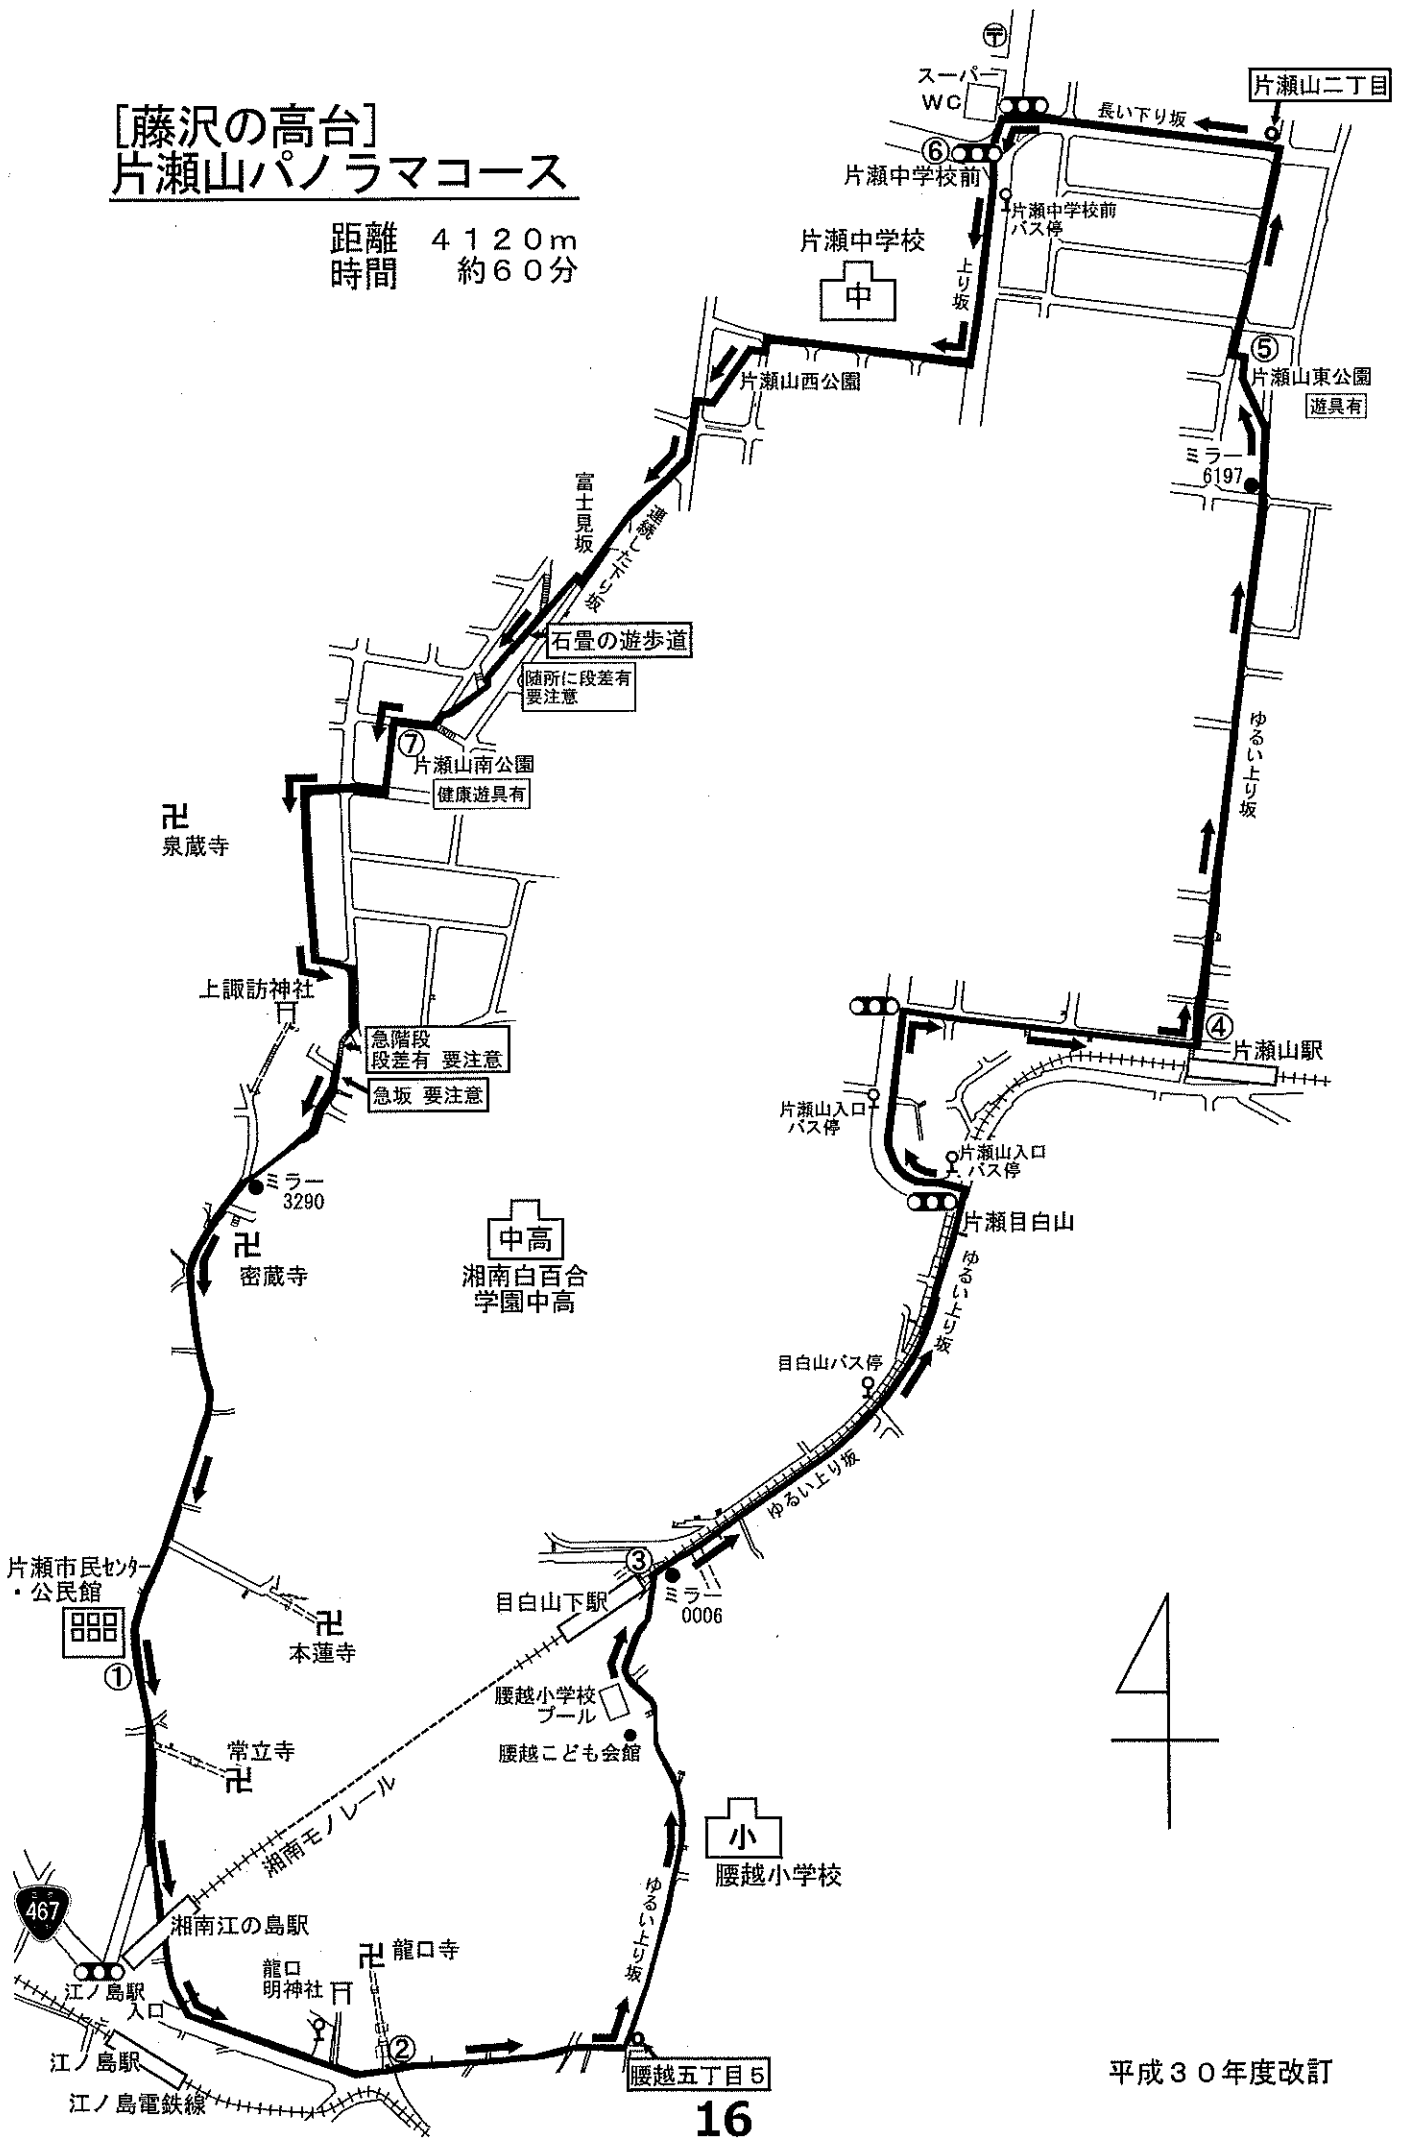 [藤沢の高台]
片瀬山パノラマコース
距離 ４１２０ｍ
時間 約６０分
〒
スーパー
ＷＣ
片瀬山二丁目
長い下り坂
⑥
片瀬中学校前
片瀬中学校前
バス停
片瀬中学校
中
上り坂
片瀬山西公園
⑤
片瀬山東公園
遊具有
ミラー
6197
富士見坂
連続した下り坂
石畳の遊歩道
随所に段差有
要注意
⑦
片瀬山南公園
健康遊具有
ゆるい上り坂
卍
泉蔵寺
上諏訪神社
急階段
段差有 要注意
急坂 要注意
④
片瀬山駅
片瀬山入口
バス停
片瀬山入口
バス停
片瀬目白山
ミラー
3290
卍
密蔵寺
中高
湘南白百合
学園中高
ゆるい上り坂
目白山バス停
ゆるい上り坂
片瀬市民センター
・公民館
①
卍
本蓮寺
③
目白山下駅
ミラー
0006
腰越小学校
プール
腰越こども会館
常立寺
卍
湘南モノレール
小
腰越小学校
ゆるい上り坂
467
湘南江の島駅
江ノ島駅
入口
龍口
明神社
卍 龍口寺
②
江ノ島駅
江ノ島電鉄線
腰越五丁目５
平成３０年度改訂
16